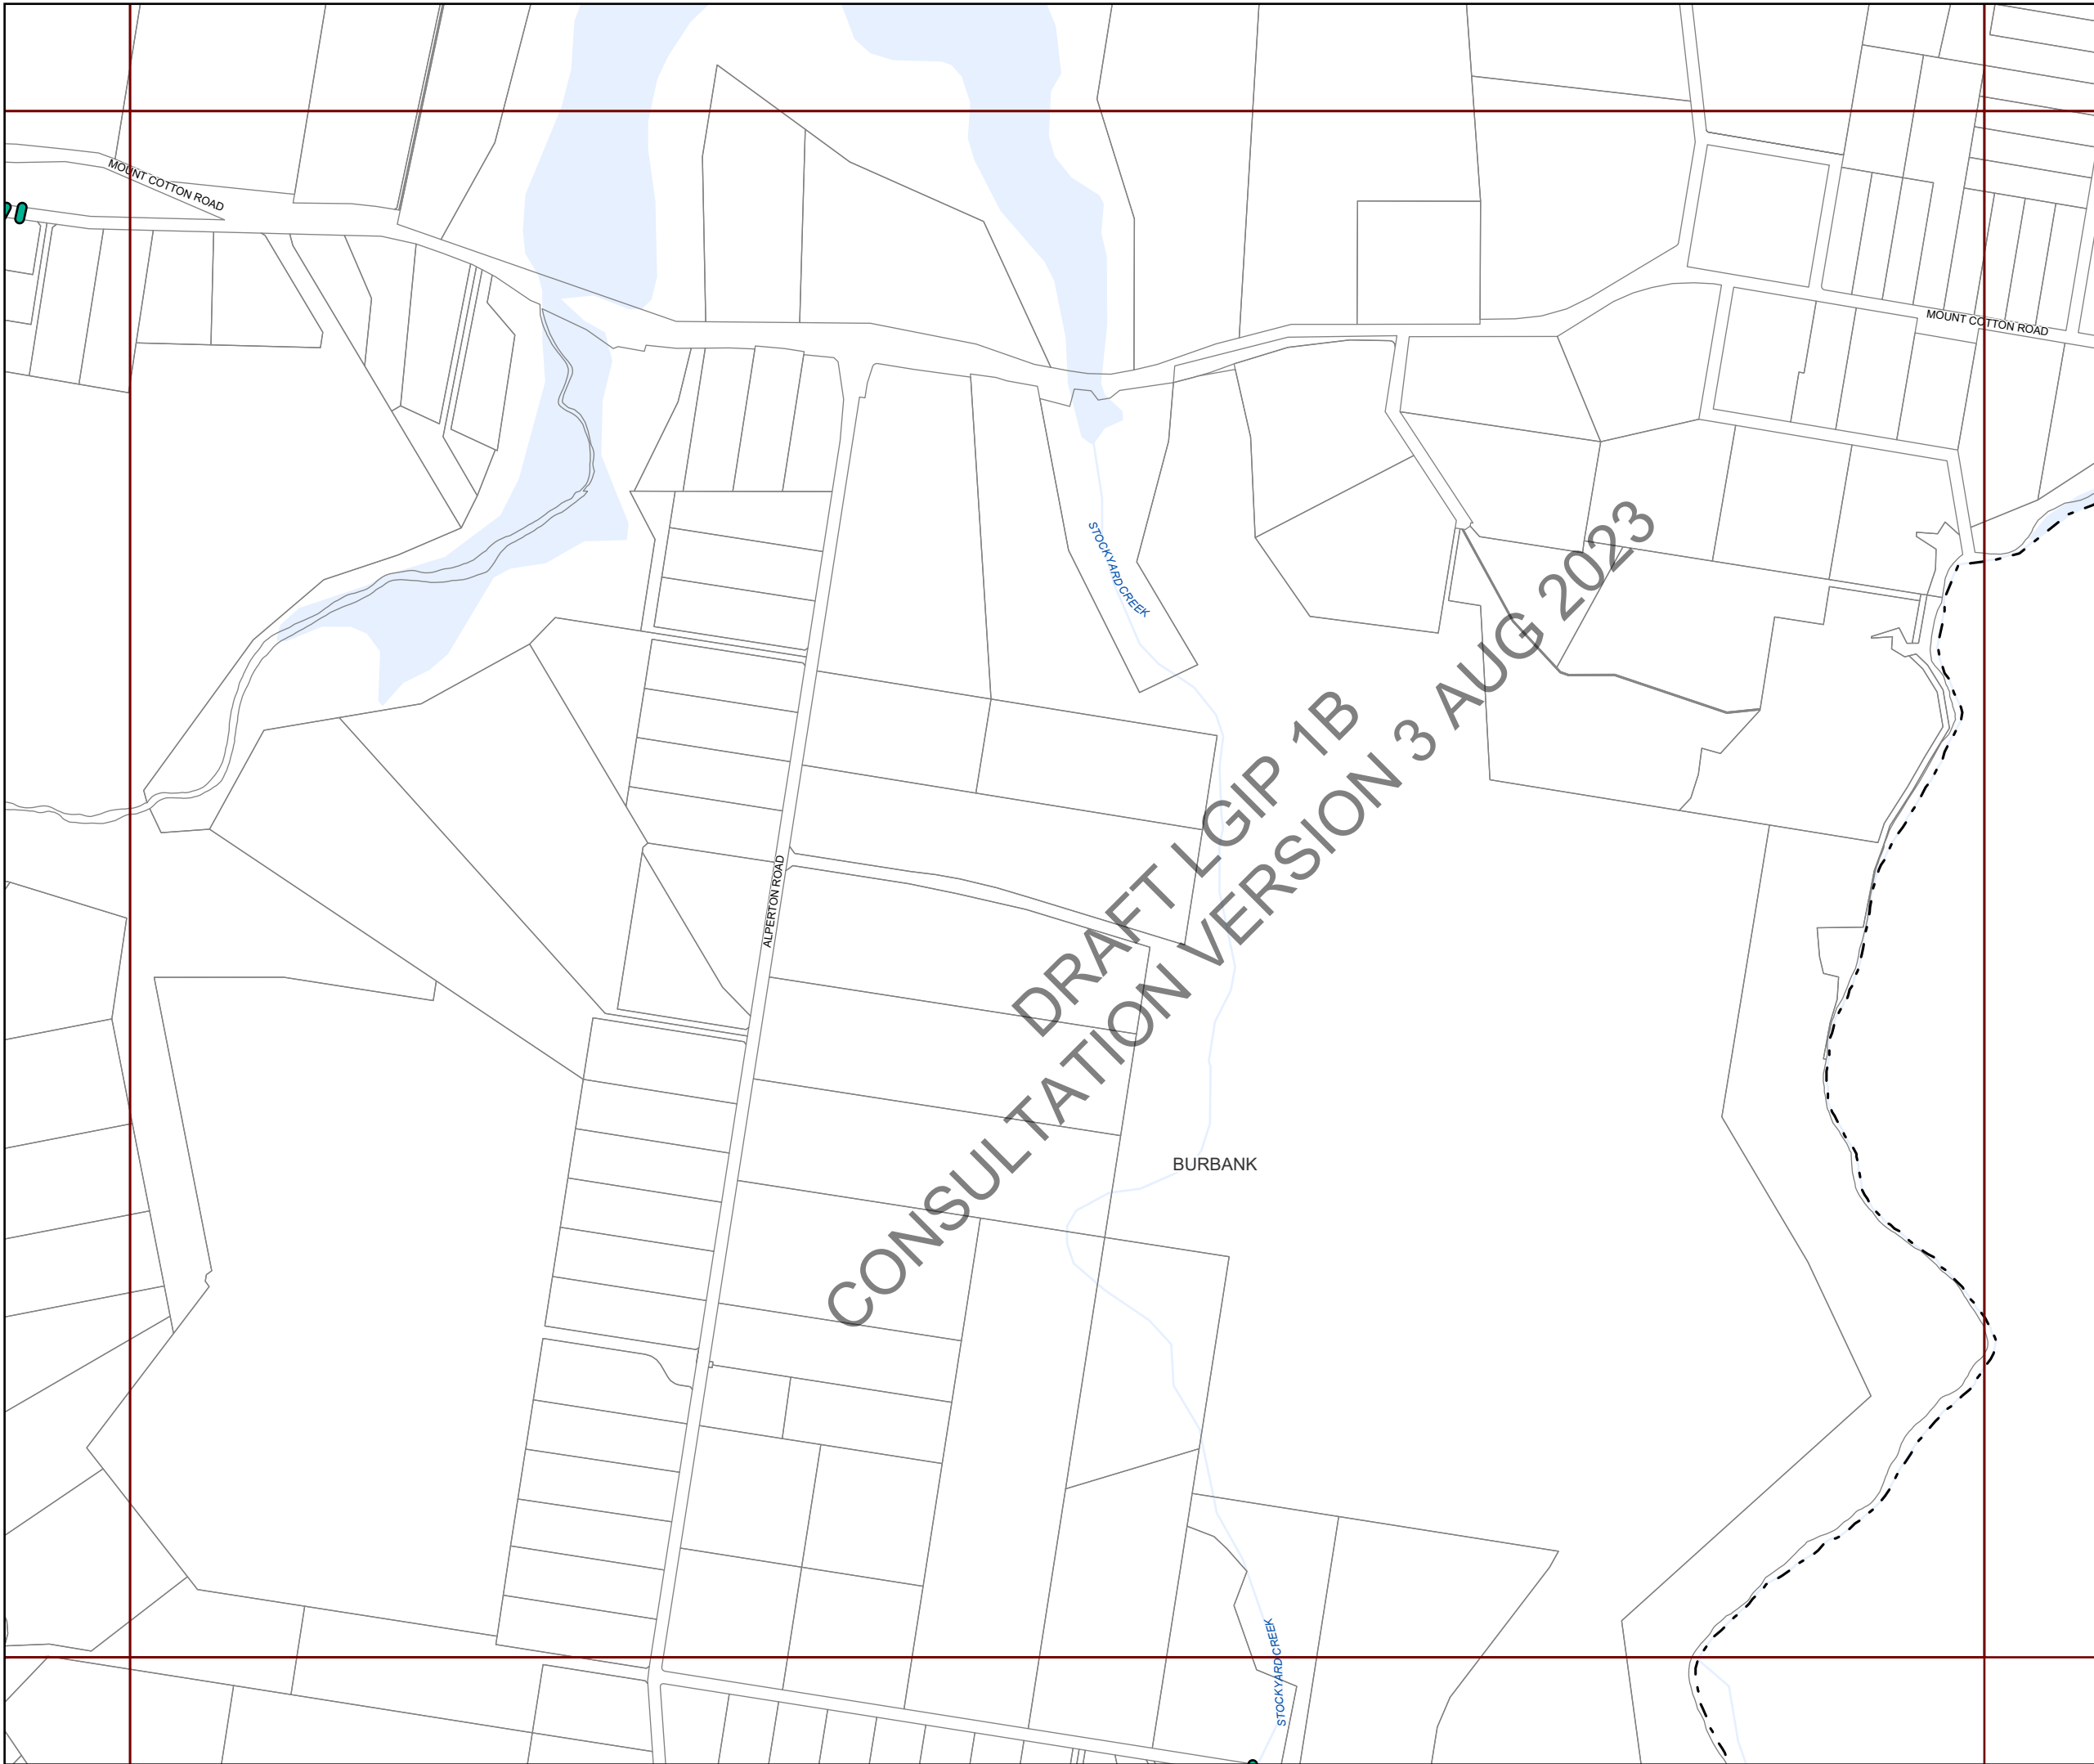 MOUNT COTTON ROAD
MOUNT COTTON ROAD
STOCKYARD CREEK
DRAFT LGIP 1B
CONSULTATION VERSION 3 AUG 2023
ALPERTON ROAD
BURBANK
STOCKYARD CREEK